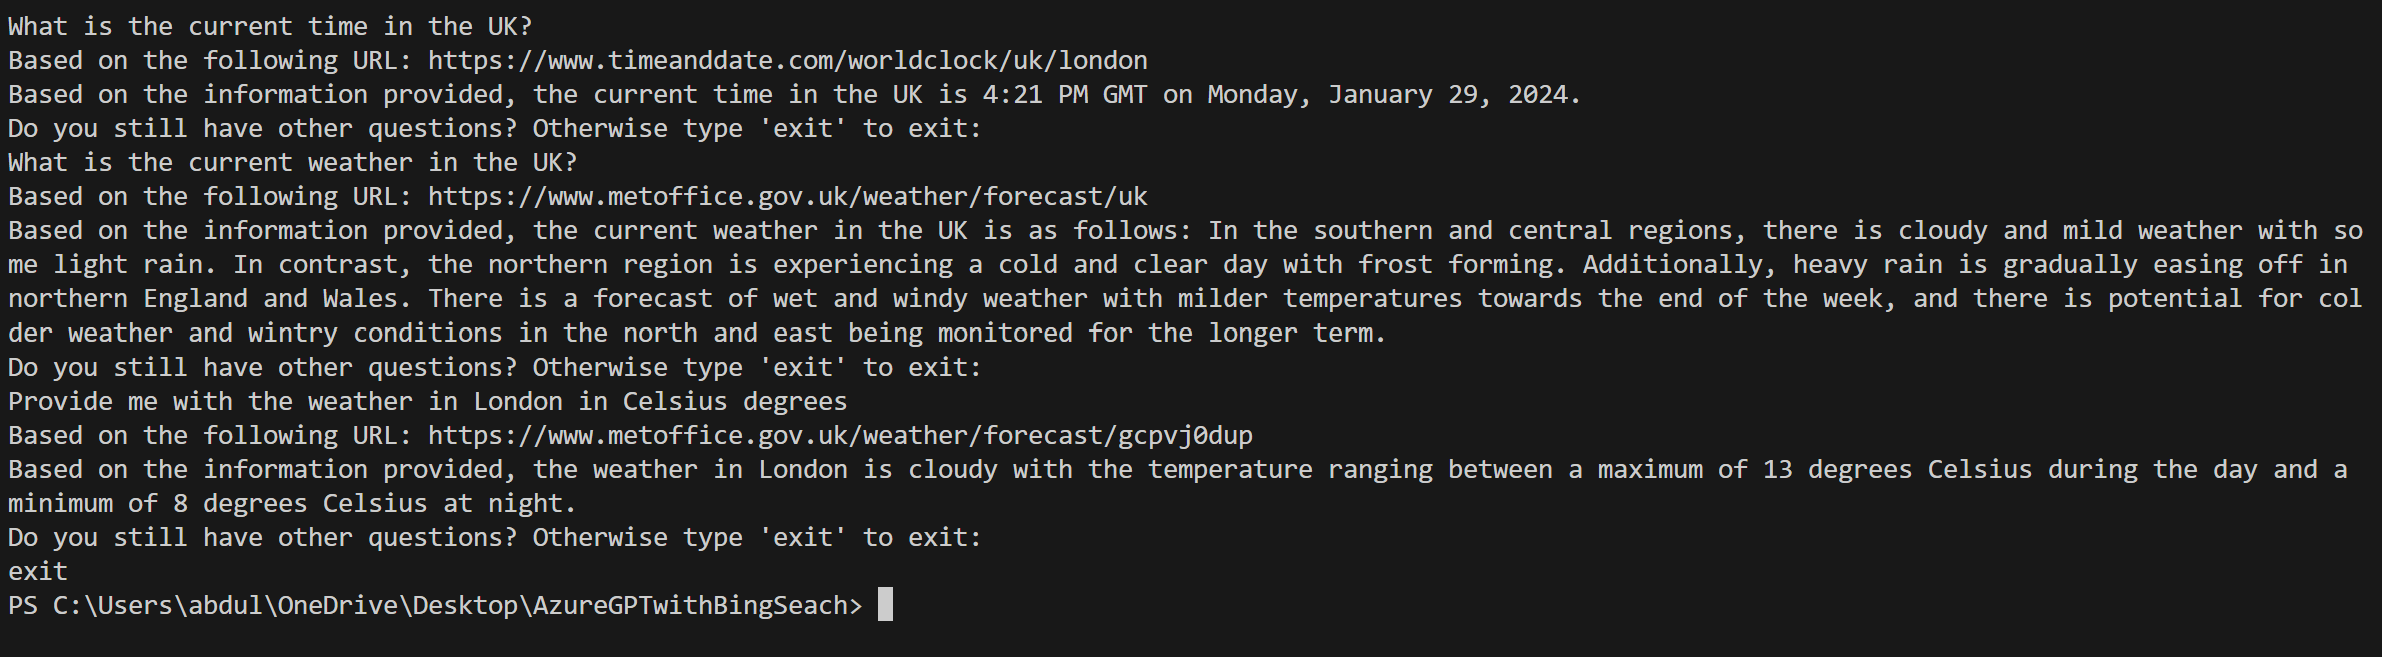 What is the current time in the UK?
Based on the following URL: https://www.timeanddate.com/worldclock/uk/london
Based on the information provided, the current time in the UK is 4:21 PM GMT on Monday, January 29, 2024.
Do you still have other questions? Otherwise type 'exit' to exit:
What is the current weather in the UK?
Based on the following URL: https://www.metoffice.gov.uk/weather/forecast/uk
Based on the information provided, the current weather in the UK is as follows: In the southern and central regions, there is cloudy and mild weather with so
me light rain. In contrast, the northern region is experiencing a cold and clear day with frost forming. Additionally, heavy rain is gradually easing off in
northern England and Wales. There is a forecast of wet and windy weather with milder temperatures towards the end of the week, and there is potential for col
der weather and wintry conditions in the north and east being monitored for the longer term.
Do you still have other questions? Otherwise type 'exit' to exit:
Provide me with the weather in London in Celsius degrees
Based on the following URL: https://www.metoffice.gov.uk/weather/forecast/gcpvj0dup
Based on the information provided, the weather in London is cloudy with the temperature ranging between a maximum of 13 degrees Celsius during the day and a
minimum of 8 degrees Celsius at night.
Do you still have other questions? Otherwise type 'exit' to exit:
exit
PS C:\Users\abdul\OneDrive\Desktop\AzureGPTwithBingSeach>